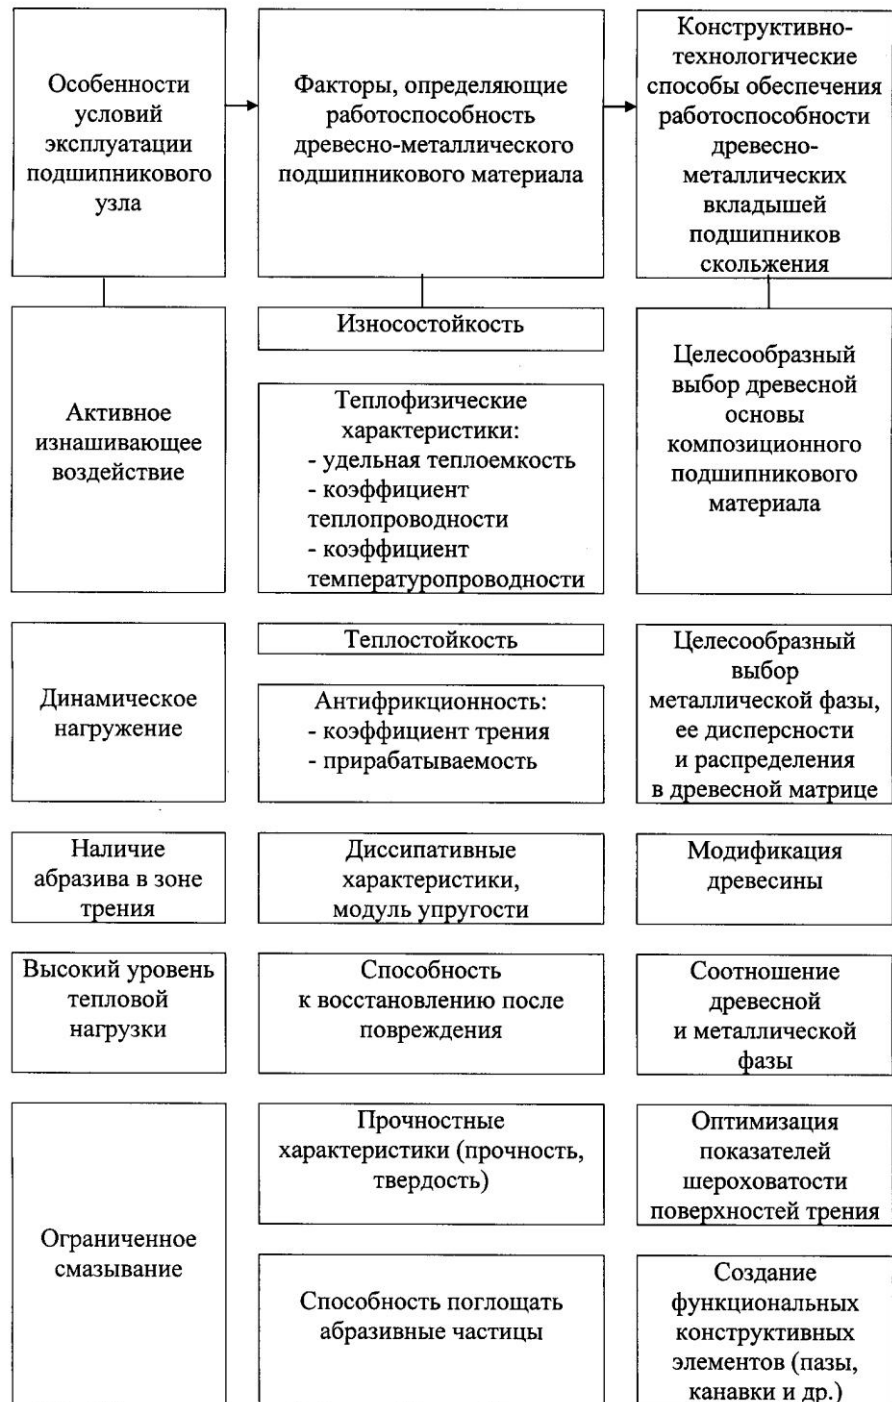 Особенности
условий
эксплуатации
подшипникового
узла
Факторы, определяющие
работоспособность
древесно-металлического
подшипникового материала
Конструктивно-
технологические
способы обеспечения
работоспособности
древесно-
металлических
вкладышей
подшипников
скольжения
Активное
изнашивающее
воздействие
Износостойкость
Теплофизические
характеристики:
- удельная теплоемкость
- коэффициент
теплопроводности
- коэффициент
температуропроводности
Целесообразный
выбор древесной
основы
композиционного
подшипникового
материала
Динамическое
нагружение
Теплостойкость
Антифрикционность:
- коэффициент трения
- прирабатываемость
Целесообразный
выбор
металлической фазы,
ее дисперсности
и распределения
в древесной матрице
Наличие
абразива в зоне
трения
Диссипативные
характеристики,
модуль упругости
Модификация
древесины
Высокий уровень
тепловой
нагрузки
Способность
к восстановлению после
повреждения
Соотношение
древесной
и металлической
фазы
Ограниченное
смазывание
Прочностные
характеристики (прочность,
твердость)
Оптимизация
показателей
шероховатости
поверхностей трения
Способность поглощать
абразивные частицы
Создание
функциональных
конструктивных
элементов (пазы,
канавки и др.)